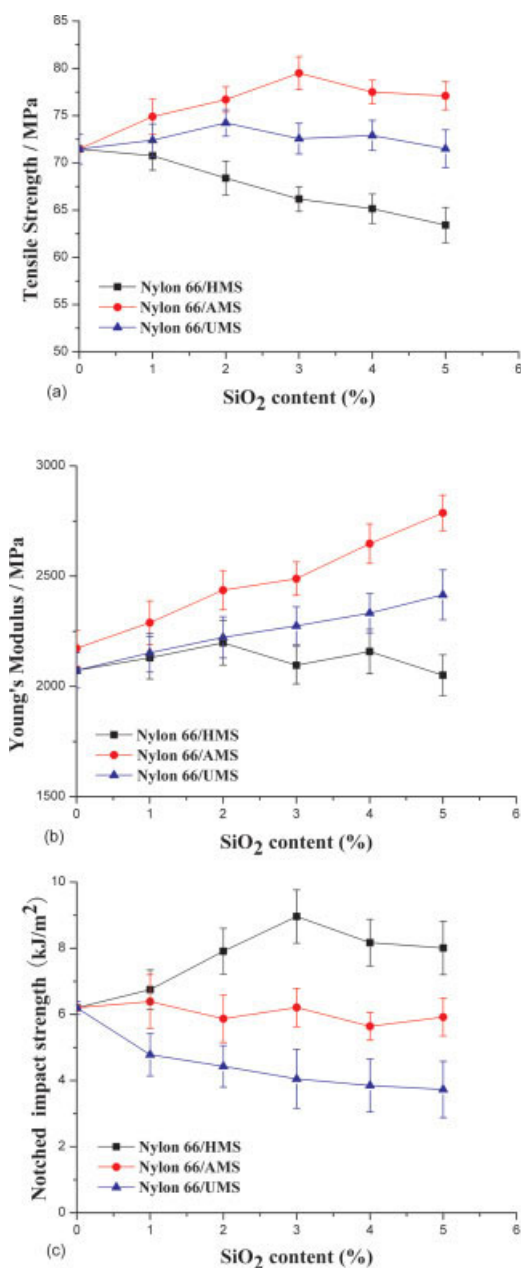 85
80
75
70
65
60
55
50
Tensile Strength / MPa
Nylon 66/HMS
Nylon 66/AMS
Nylon 66/UMS
0 1 2 3 4 5 6
(a)
SiO2 content (%)
3000
2500
2000
1500
Young's Modulus / MPa
Nylon 66/HMS
Nylon 66/AMS
Nylon 66/UMS
0 1 2 3 4 5 6
(b)
SiO2 content (%)
10
8
6
4
2
0
Notched impact strength (kJ/m2)
Nylon 66/HMS
Nylon 66/AMS
Nylon 66/UMS
0 1 2 3 4 5 6
(c)
SiO2 content (%)